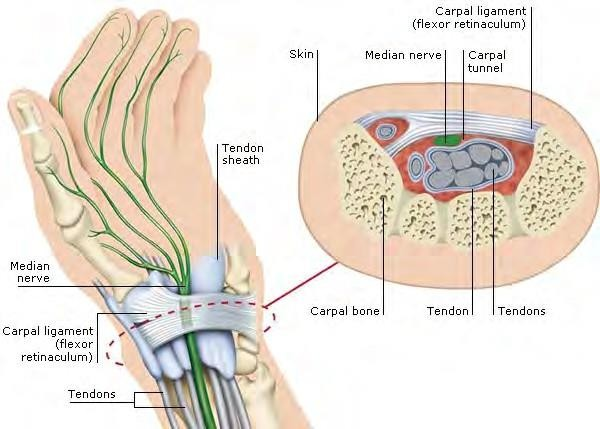 Carpal ligament
(flexor retinaculum)
Skin
Median nerve
Carpal
tunnel
Tendon
sheath
Median
nerve
Carpal ligament
(flexor
retinaculum)
Tendons
Carpal bone
Tendon
Tendons